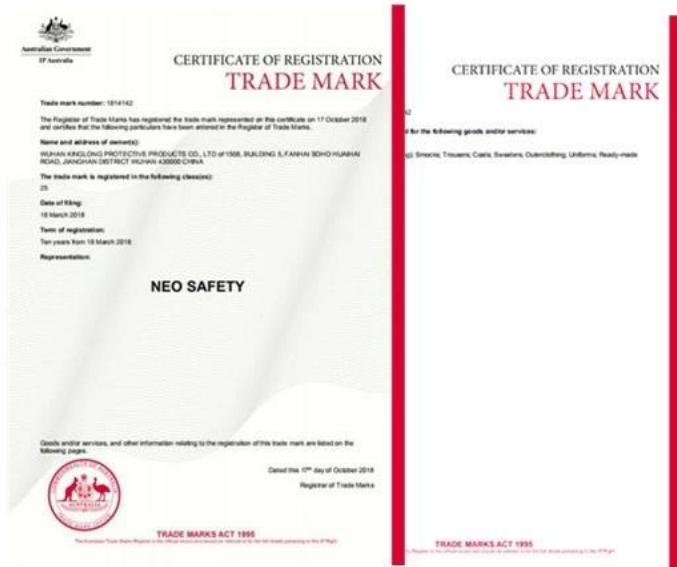 Australian Government
IP Australia
CERTIFICATE OF REGISTRATION
TRADE MARK
Trade mark number: 1914142
The Registrar of Trade Marks has registered the trade mark represented on this certificate on 17 October 2018
and certifies that the following particulars have been entered in the Register of Trade Marks.
Name and address of owner(s):
WUHAN KINGLONG PROTECTIVE PRODUCTS CO., LTD of 1508, BUILDING 5, FANHAI SOHO HUAIHAI
ROAD, JIANGHAN DISTRICT WUHAN 430000 CHINA
The trade mark is registered in the following class(es):
25
Date of filing:
18 March 2018
Term of registration:
Ten years from 18 March 2018
Representation:
NEO SAFETY
Goods and/or services, and other information relating to the registration of this trade mark are listed on the
following pages.
Dated this 17th day of October 2018
Registrar of Trade Marks
AUSTRALIA
TRADE MARKS ACT 1995
CERTIFICATE OF REGISTRATION
TRADE MARK
42
for the following goods and/or services:
Smocks; Trousers; Coats; Sweaters; Outerclothing; Uniforms; Ready-made
TRADE MARKS ACT 1995